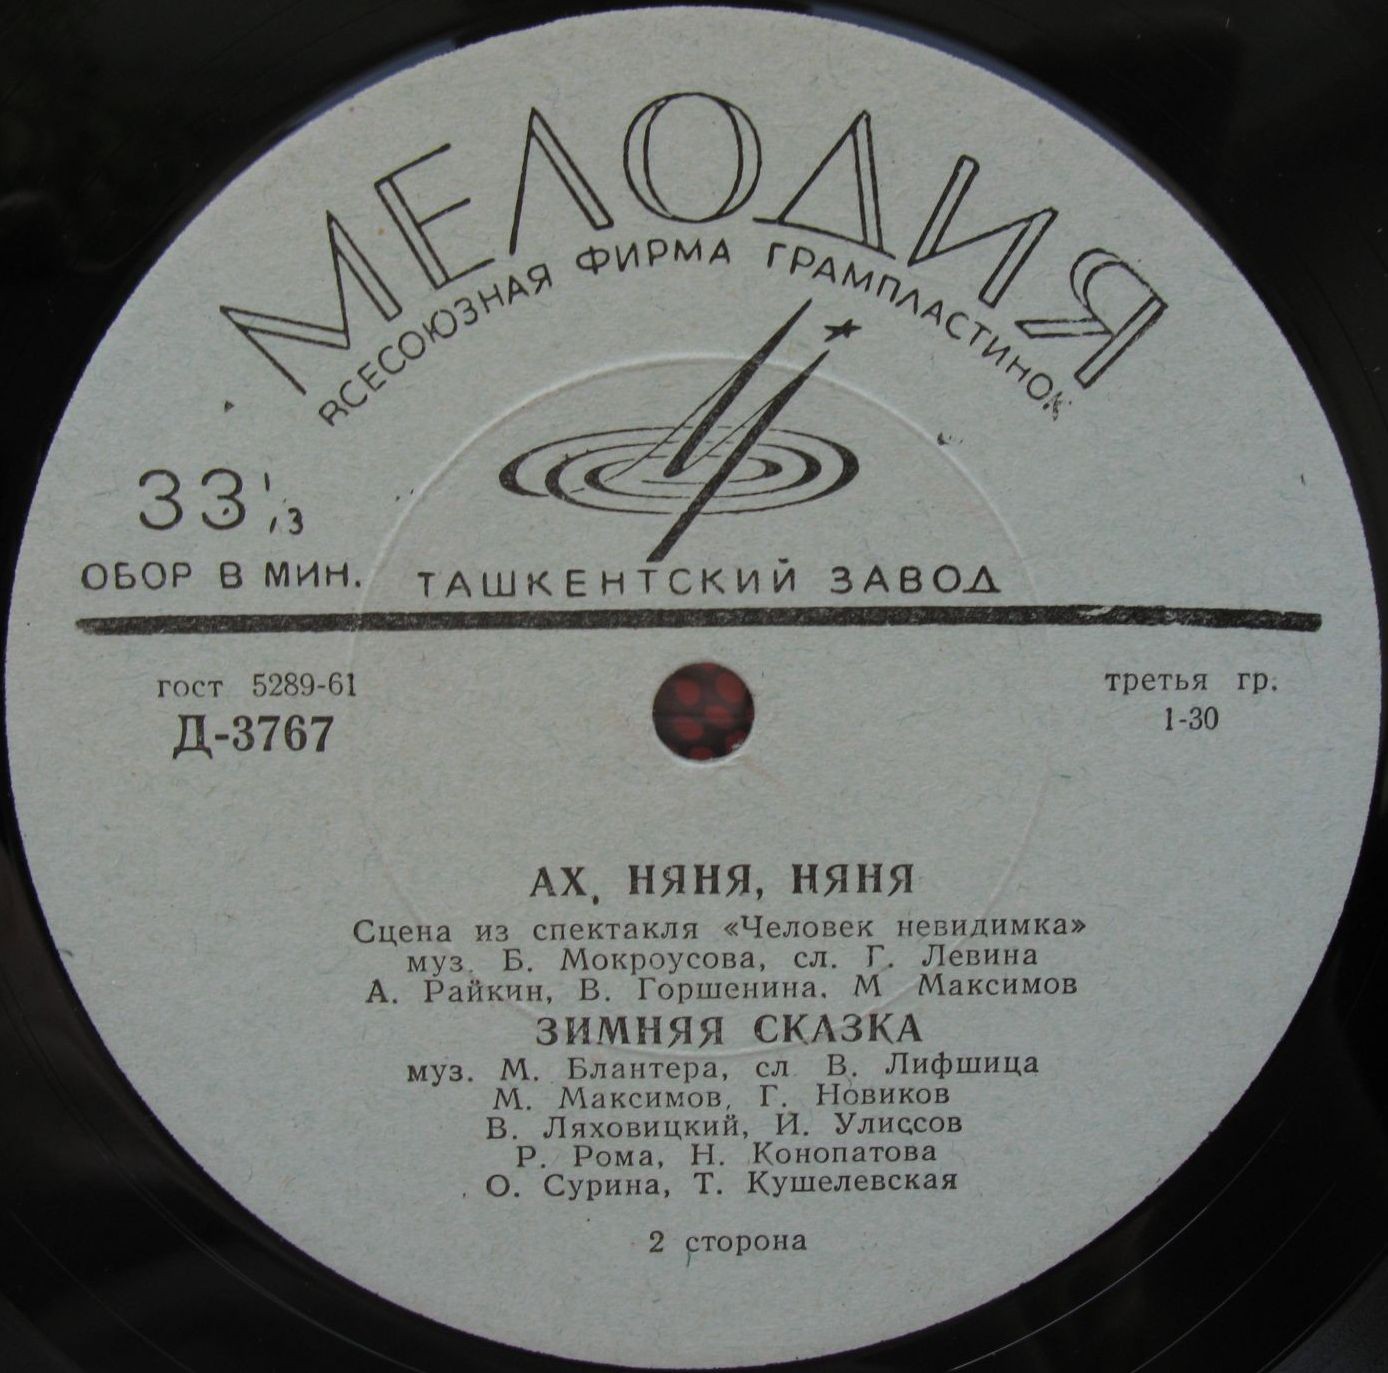 МЕЛОДИЯ
ВСЕСОЮЗНАЯ ФИРМА ГРАМПЛАСТИНОК
33 1/3
ОБОР В МИН.
ТАШКЕНТСКИЙ ЗАВОД
гост 5289-61
Д-3767
третья гр.
1-30
АХ, НЯНЯ, НЯНЯ
Сцена из спектакля «Человек невидимка»
муз. Б. Мокроусова, сл. Г. Левина
А. Райкин, В. Горшенина. М Максимов
ЗИМНЯЯ СКАЗКА
муз. М. Блантера, сл В. Лифшица
М. Максимов, Г. Новиков
В. Ляховицкий, И. Улиссов
Р. Рома, Н. Конопатова
О. Сурина, Т. Кушелевская
2 сторона